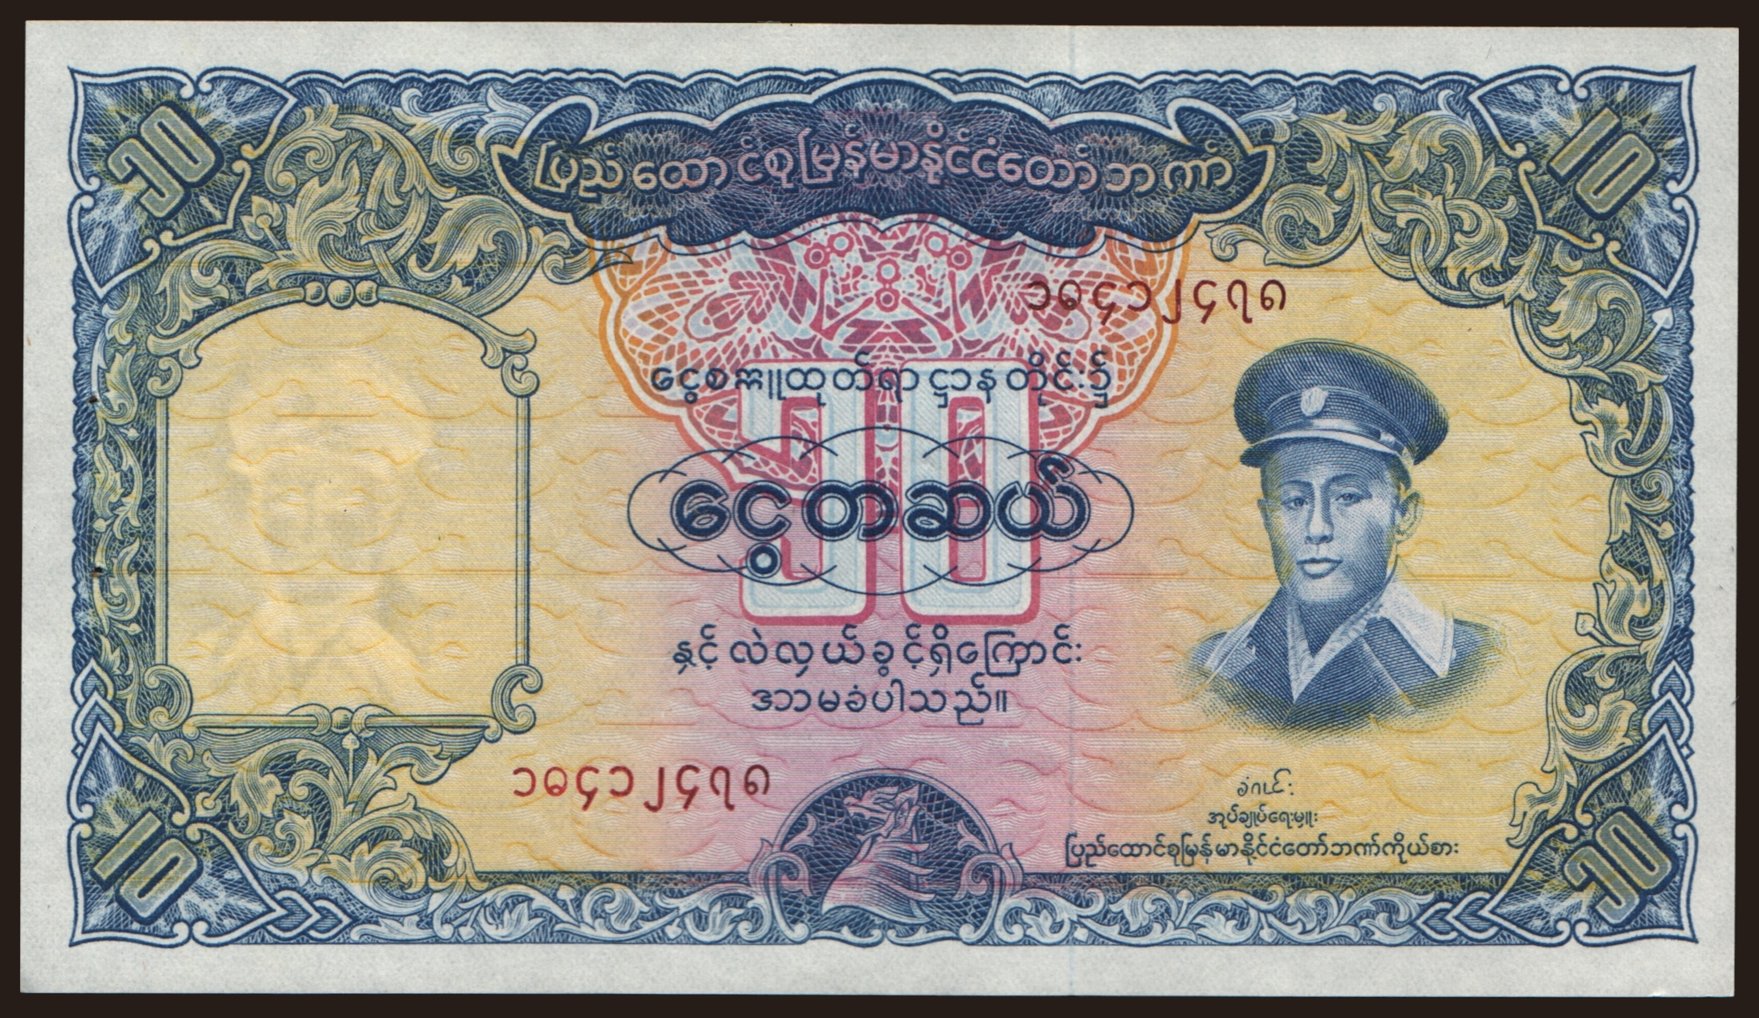 ၁၀
10
ပြည်ထောင်စုမြန်မာနိုင်ငံတော်ဘဏ်
၁၈၄၁၂၄၇၈
ငွေစက္ကူထုတ်ရာဌာနတိုင်း၌
၁၀
ငွေတဆယ်
နှင့်လဲလှယ်ခွင့်ရှိကြောင်း
အာမခံပါသည်။
၁၈၄၁၂၄၇၈
အုပ်ချုပ်ရေးမှူး
ပြည်ထောင်စုမြန်မာနိုင်ငံတော်ဘဏ်ကိုယ်စား
10
၁၀